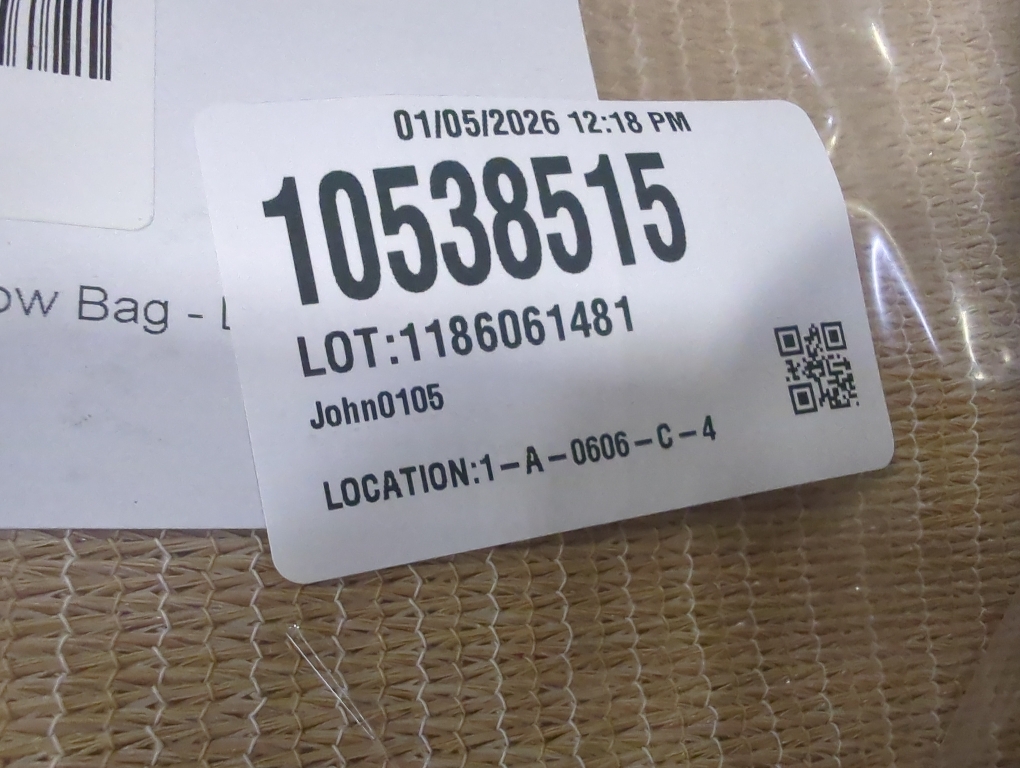 01/05/2026 12:18 PM
10538515
LOT:1186061481
ow Bag -
John0105
LOCATION:1-A-0606-C-4